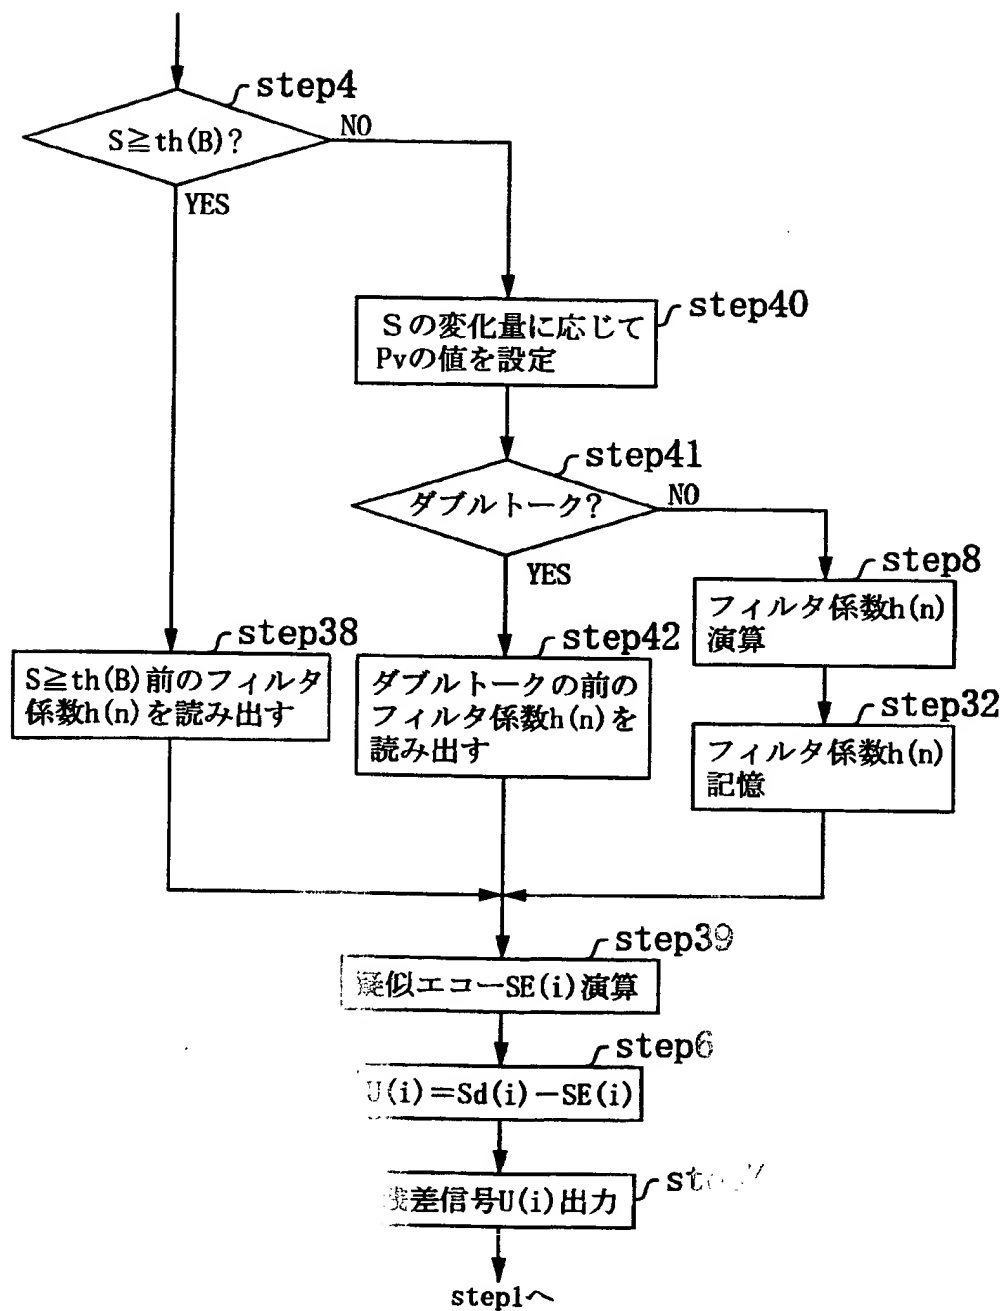 step4
S≧th(B)?
NO
YES
step40
Sの変化量に応じて
Pvの値を設定
step41
ダブルトーク?
NO
YES
step8
フィルタ係数h(n)
演算
step38
S≧th(B)前のフィルタ
係数h(n)を読み出す
step42
ダブルトークの前の
フィルタ係数h(n)を
読み出す
step32
フィルタ係数h(n)
記憶
step39
疑似エコーSE(i)演算
step6
U(i)=Sd(i)-SE(i)
残差信号U(i)出力
step1へ